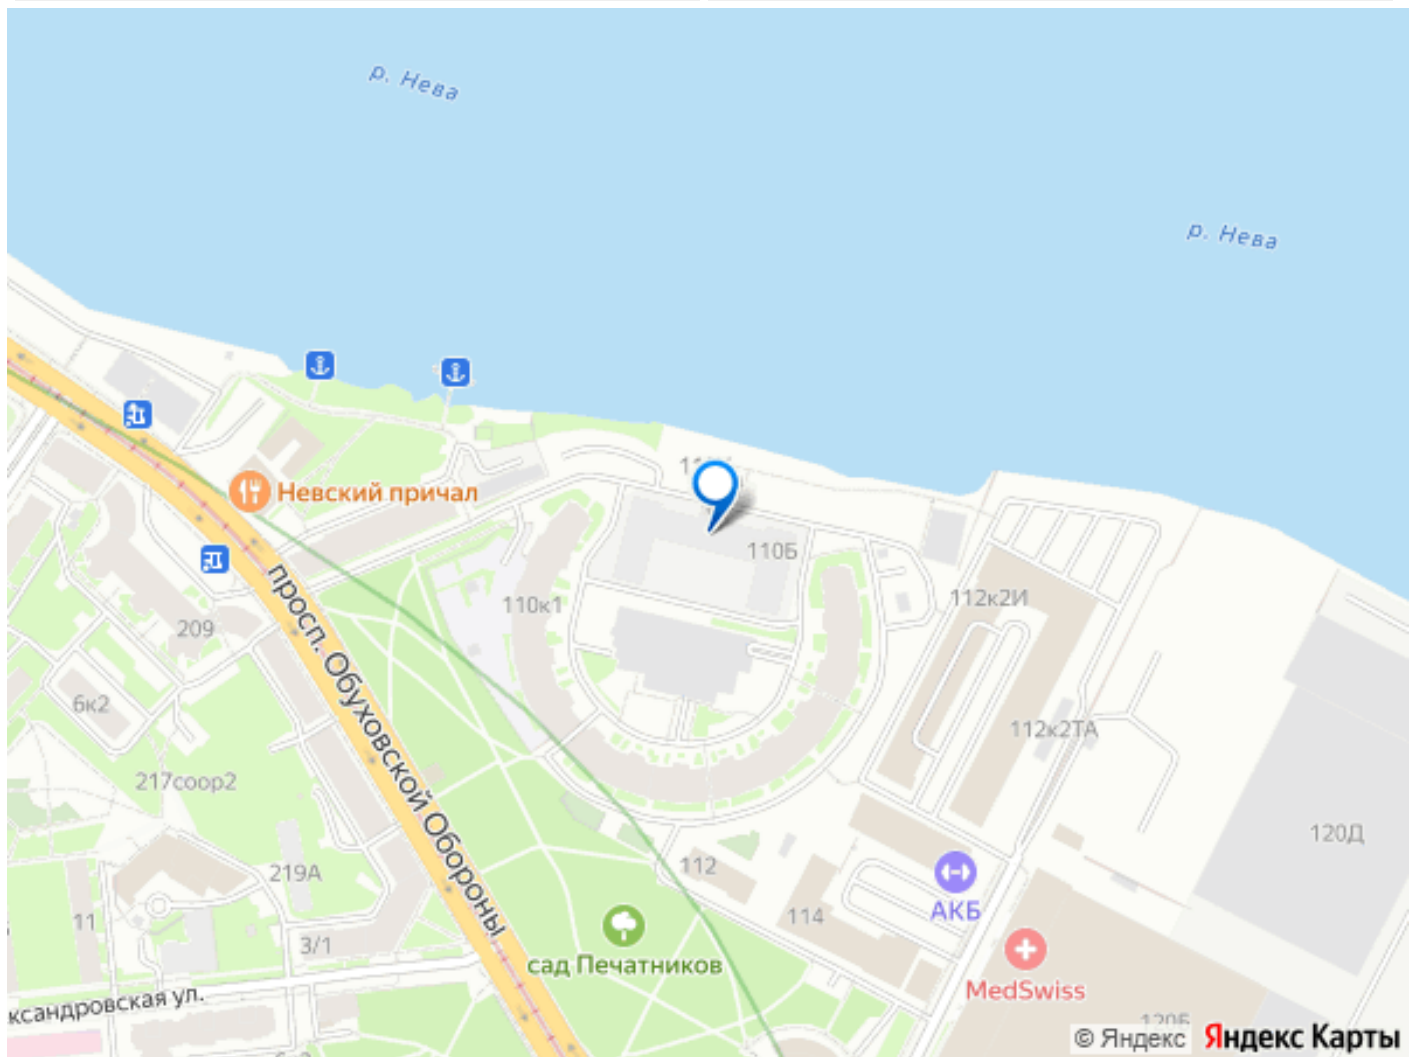 р. Нева
р. Нева
Невский причал
110Б
110к1
112к2И
209
просп. Обуховской Обороны
6к2
112к2ТА
217соор2
120Д
219А
112
АКБ
11
114
3/1
сад Печатников
MedSwiss
ксандровская ул.
120Б
© Яндекс Яндекс Карты